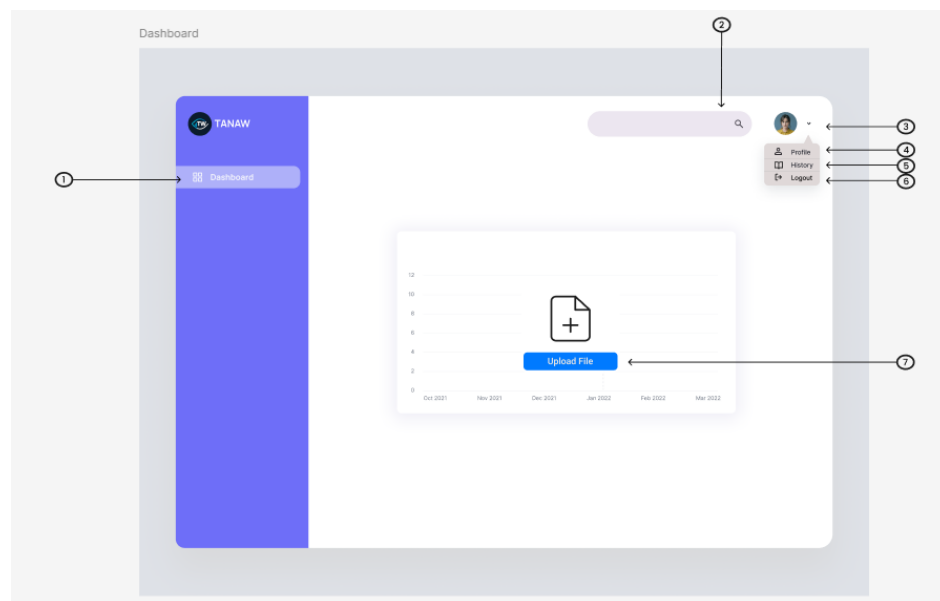 2
Dashboard
TW
TANAW
3
4
Profile
5
History
1
Dashboard
6
Logout
12
10
8
6
7
Upload File
4
2
0
Oct 2021 Nov 2021 Dec 2021 Jan 2022 Feb 2022 Mar 2022